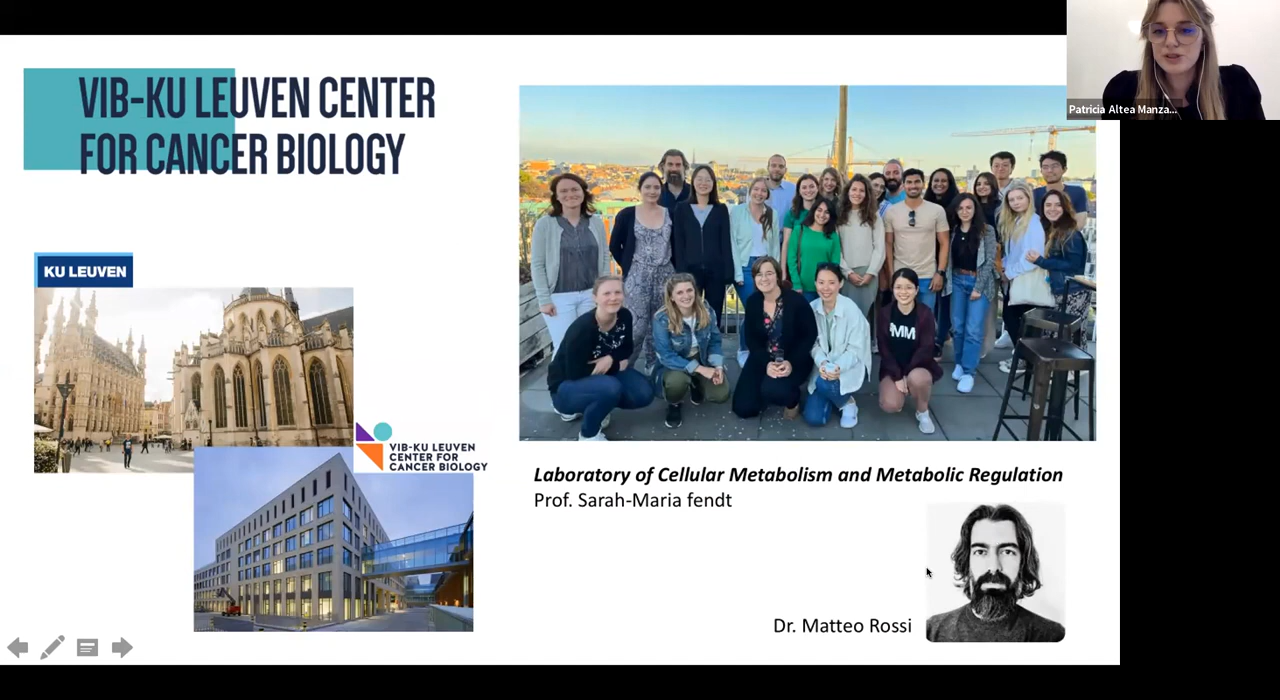 VIB-KU LEUVEN CENTER
FOR CANCER BIOLOGY
KU LEUVEN
VIB-KU LEUVEN
CENTER FOR
CANCER BIOLOGY
Patricia Altea Manza...
MM
Laboratory of Cellular Metabolism and Metabolic Regulation
Prof. Sarah-Maria fendt
Dr. Matteo Rossi